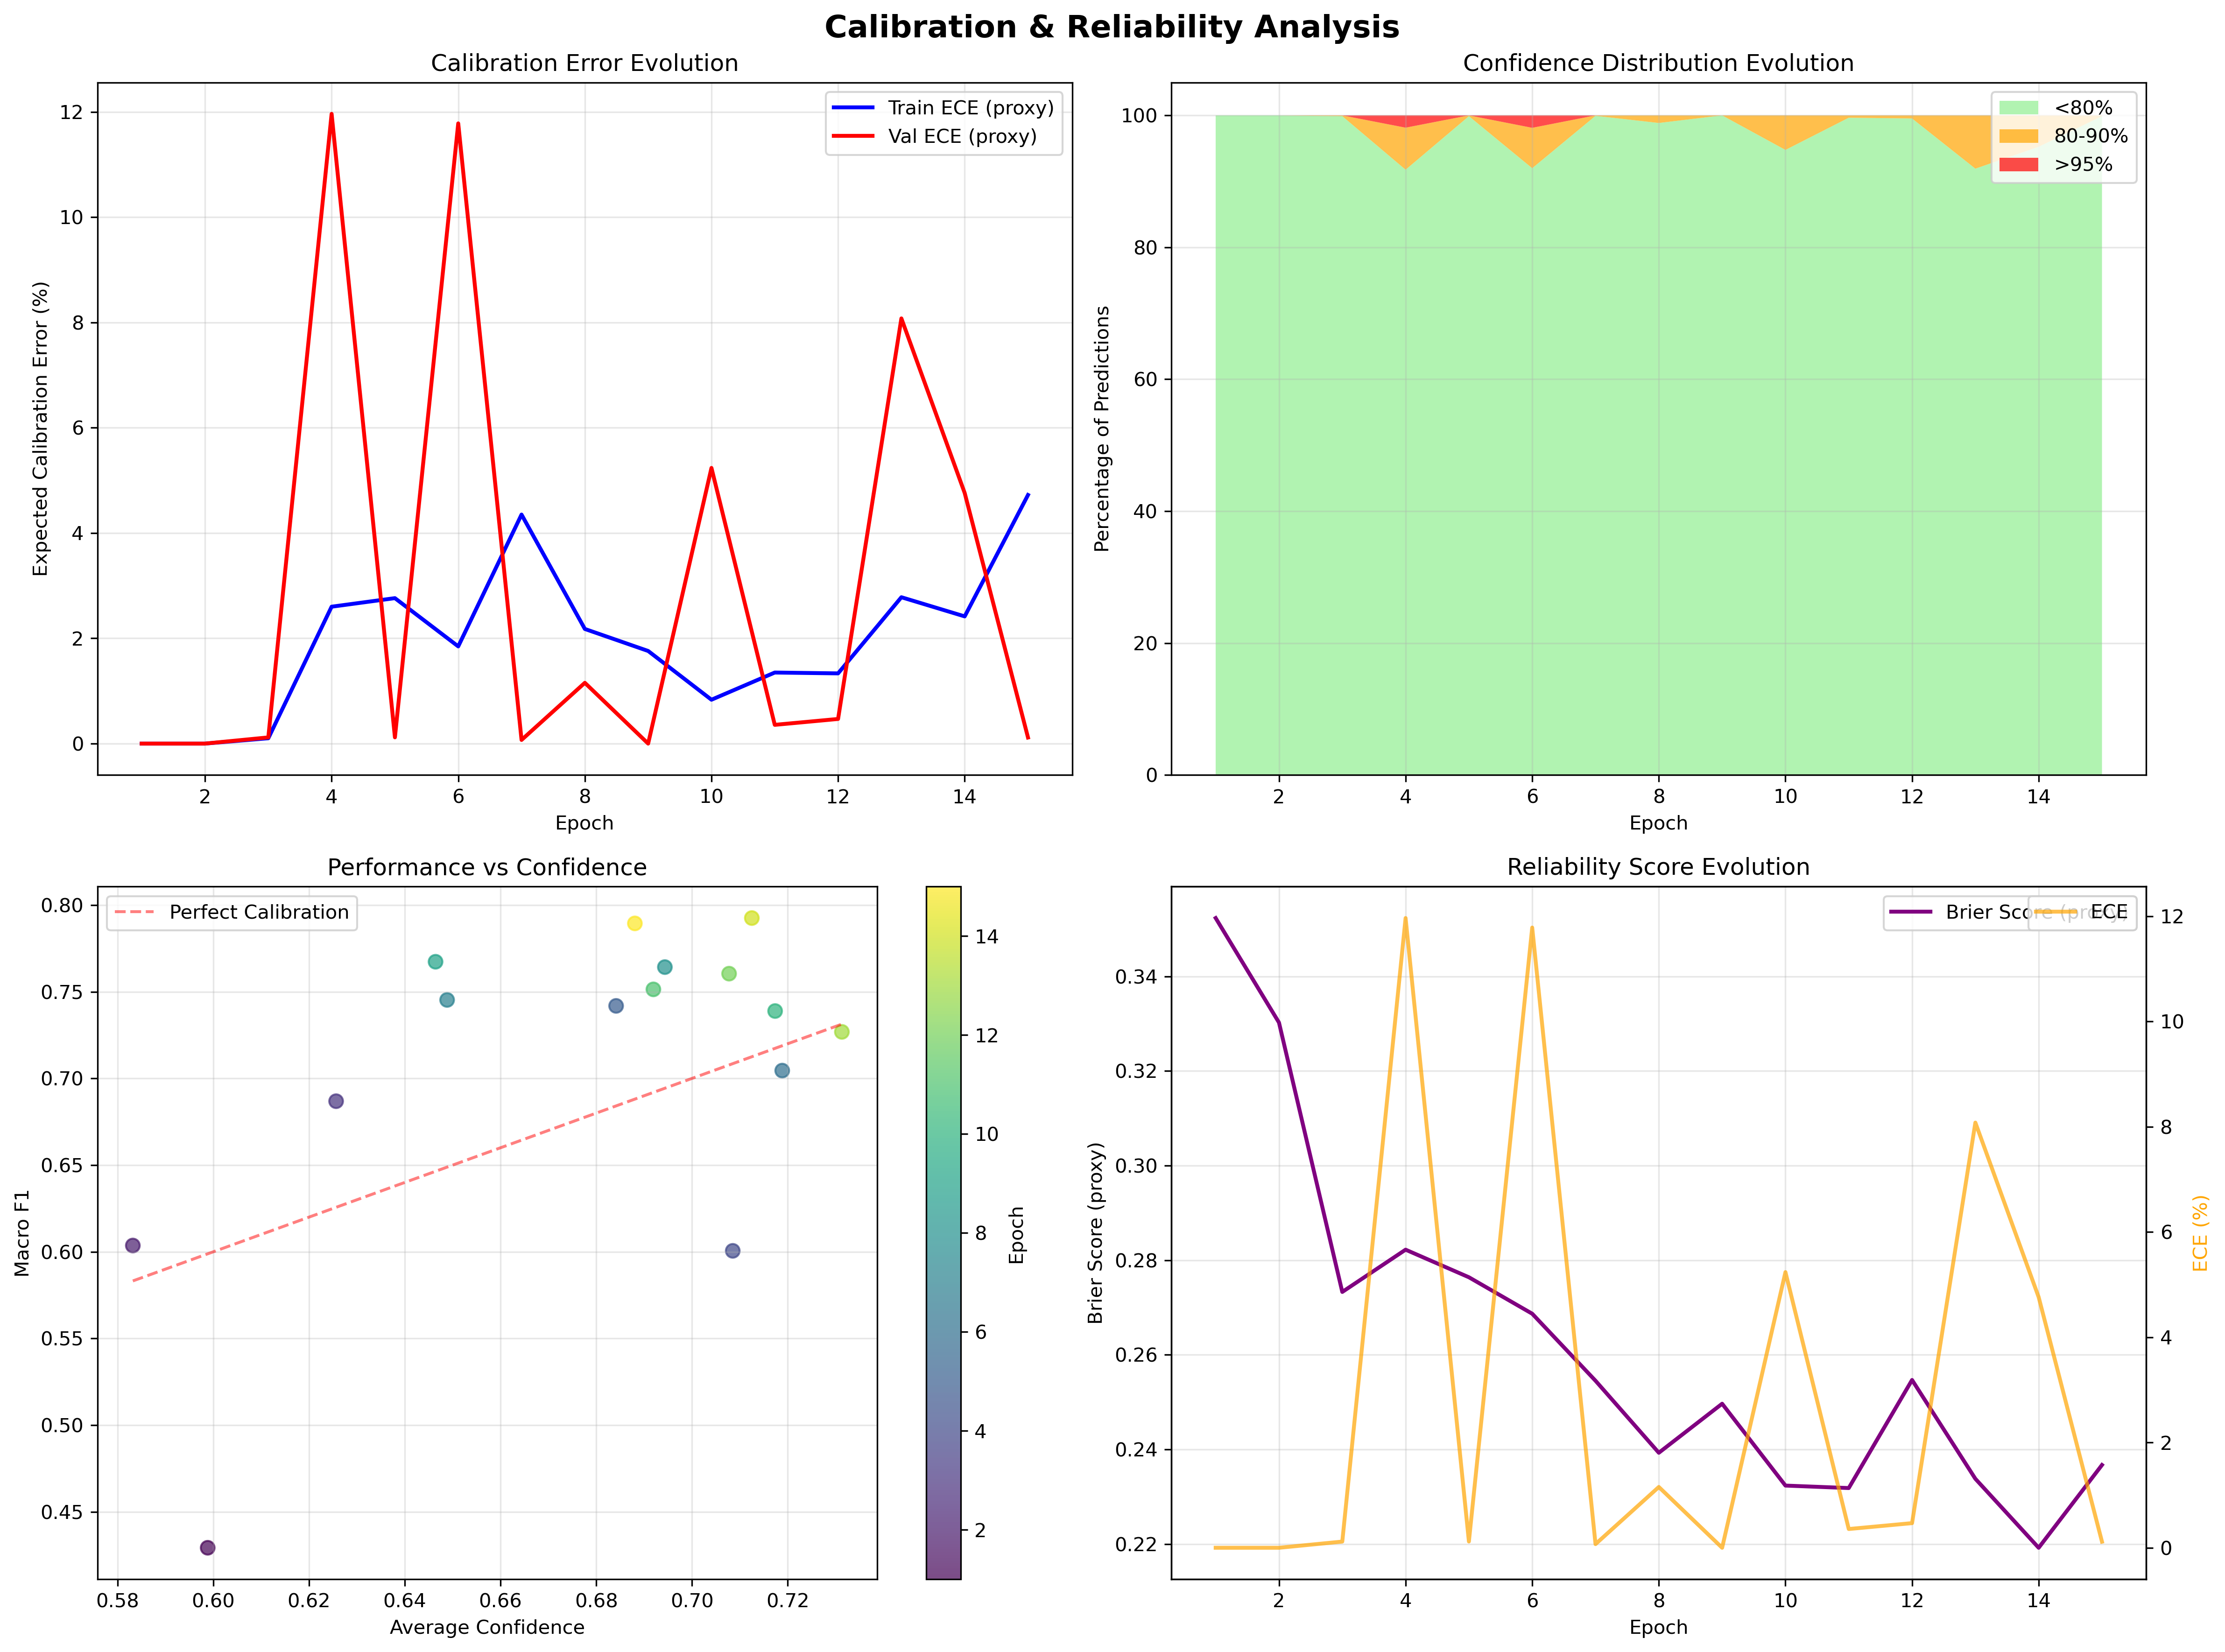 Calibration & Reliability Analysis
Calibration Error Evolution
Expected Calibration Error (%)
12
10
8
6
4
2
0
Train ECE (proxy)
Val ECE (proxy)
2 4 6 8 10 12 14
Epoch
Confidence Distribution Evolution
Percentage of Predictions
100
80
60
40
20
0
<80%
80-90%
>95%
2 4 6 8 10 12 14
Epoch
Performance vs Confidence
Macro F1
0.80
0.75
0.70
0.65
0.60
0.55
0.50
0.45
Perfect Calibration
0.58 0.60 0.62 0.64 0.66 0.68 0.70 0.72
Average Confidence
14
12
10
8
6
4
2
Epoch
Reliability Score Evolution
Brier Score (proxy)
0.34
0.32
0.30
0.28
0.26
0.24
0.22
Brier Score (proxy)
ECE
12
10
8
6
4
2
0
ECE (%)
2 4 6 8 10 12 14
Epoch